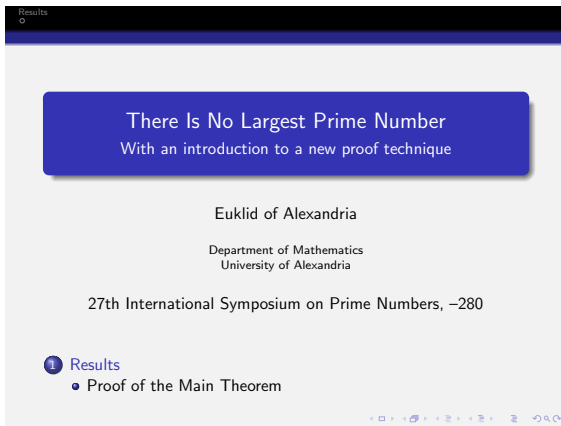 Results
There Is No Largest Prime Number
With an introduction to a new proof technique
Euklid of Alexandria
Department of Mathematics
University of Alexandria
27th International Symposium on Prime Numbers, –280
1 Results
Proof of the Main Theorem